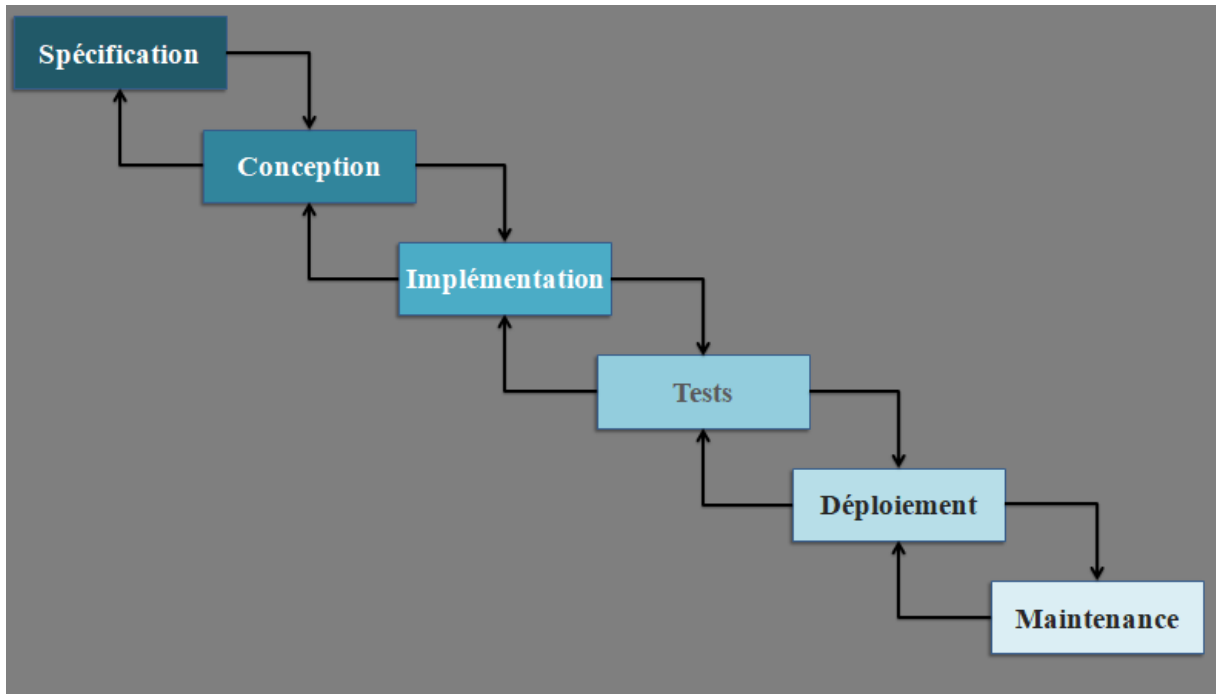 Spécification
Conception
Implémentation
Tests
Déploiement
Maintenance